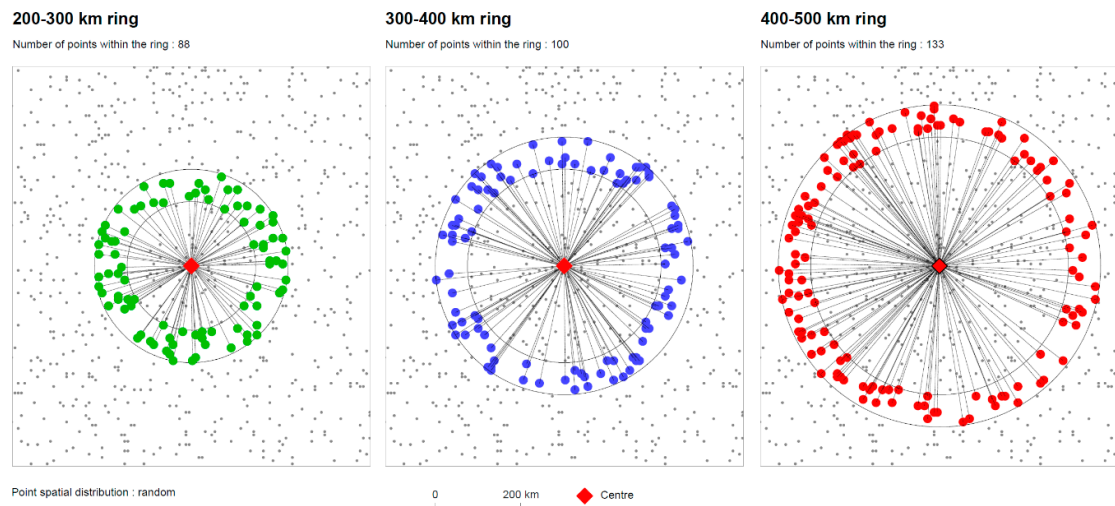 200-300 km ring
Number of points within the ring : 88
300-400 km ring
Number of points within the ring : 100
400-500 km ring
Number of points within the ring : 133
Point spatial distribution : random
0 200 km
Centre